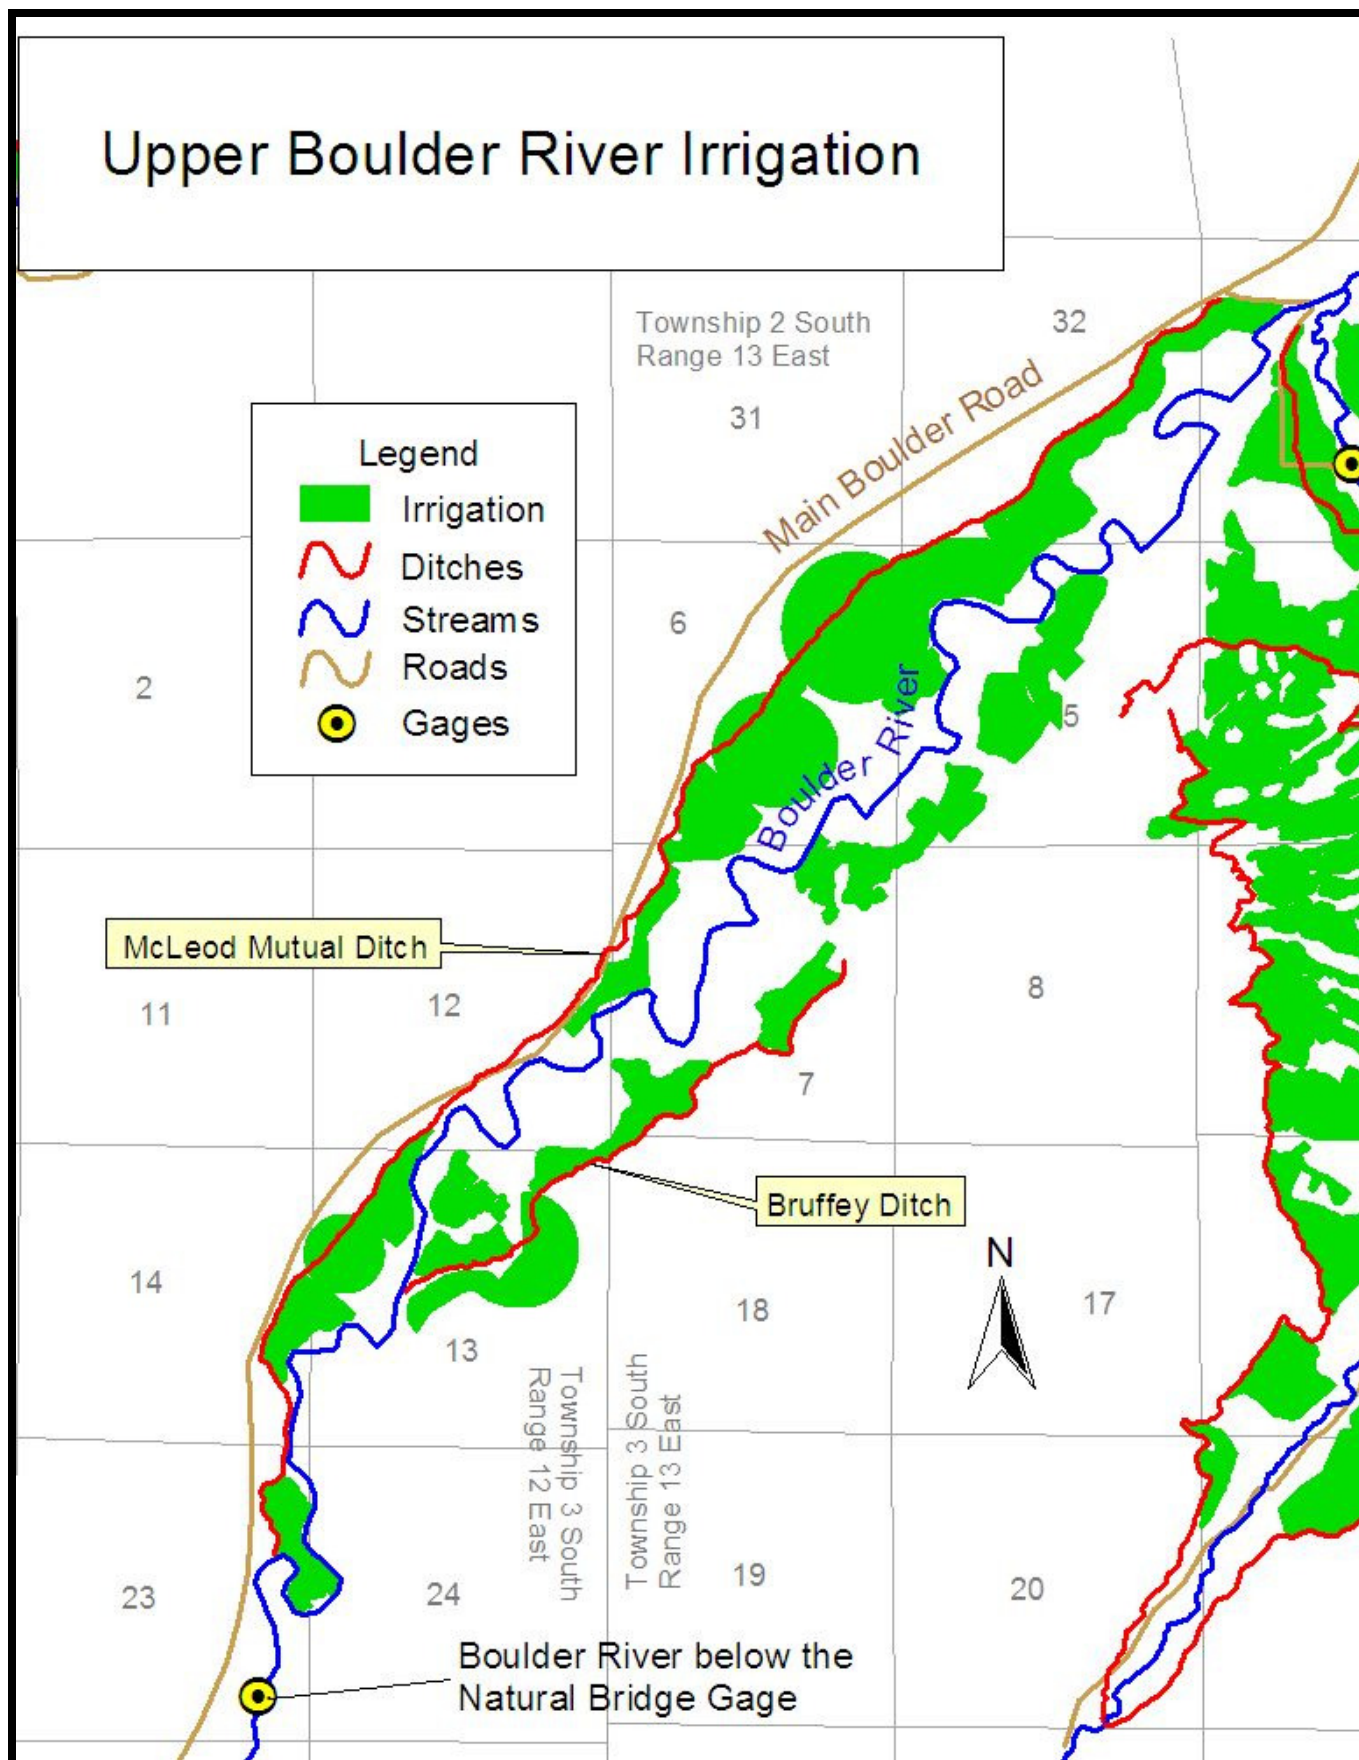 Upper Boulder River Irrigation
Township 2 South
Range 13 East
32
31
Main Boulder Road
Legend
Irrigation
Ditches
Streams
Roads
Gages
6
2
5
Boulder River
McLeod Mutual Ditch
11
12
8
7
Bruffey Ditch
N
14
13
18
17
Township 3 South
Range 12 East
Township 3 South
Range 13 East
23
24
19
20
Boulder River below the
Natural Bridge Gage